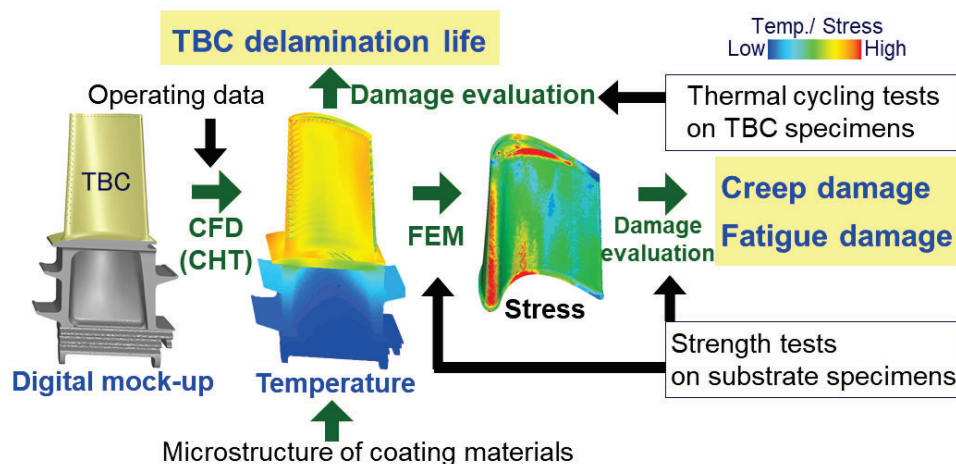 TBC delamination life
Temp./ Stress
Low
High
Operating data
Damage evaluation
Thermal cycling tests
on TBC specimens
TBC
CFD
(CHT)
FEM
Damage
evaluation
Creep damage
Fatigue damage
Stress
Strength tests
on substrate specimens
Digital mock-up
Temperature
Microstructure of coating materials